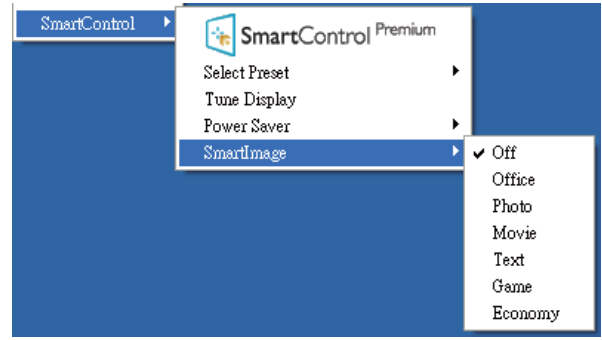 SmartControl
SmartControl Premium
Select Preset
Tune Display
Power Saver
SmartImage
Off
Office
Photo
Movie
Text
Game
Economy